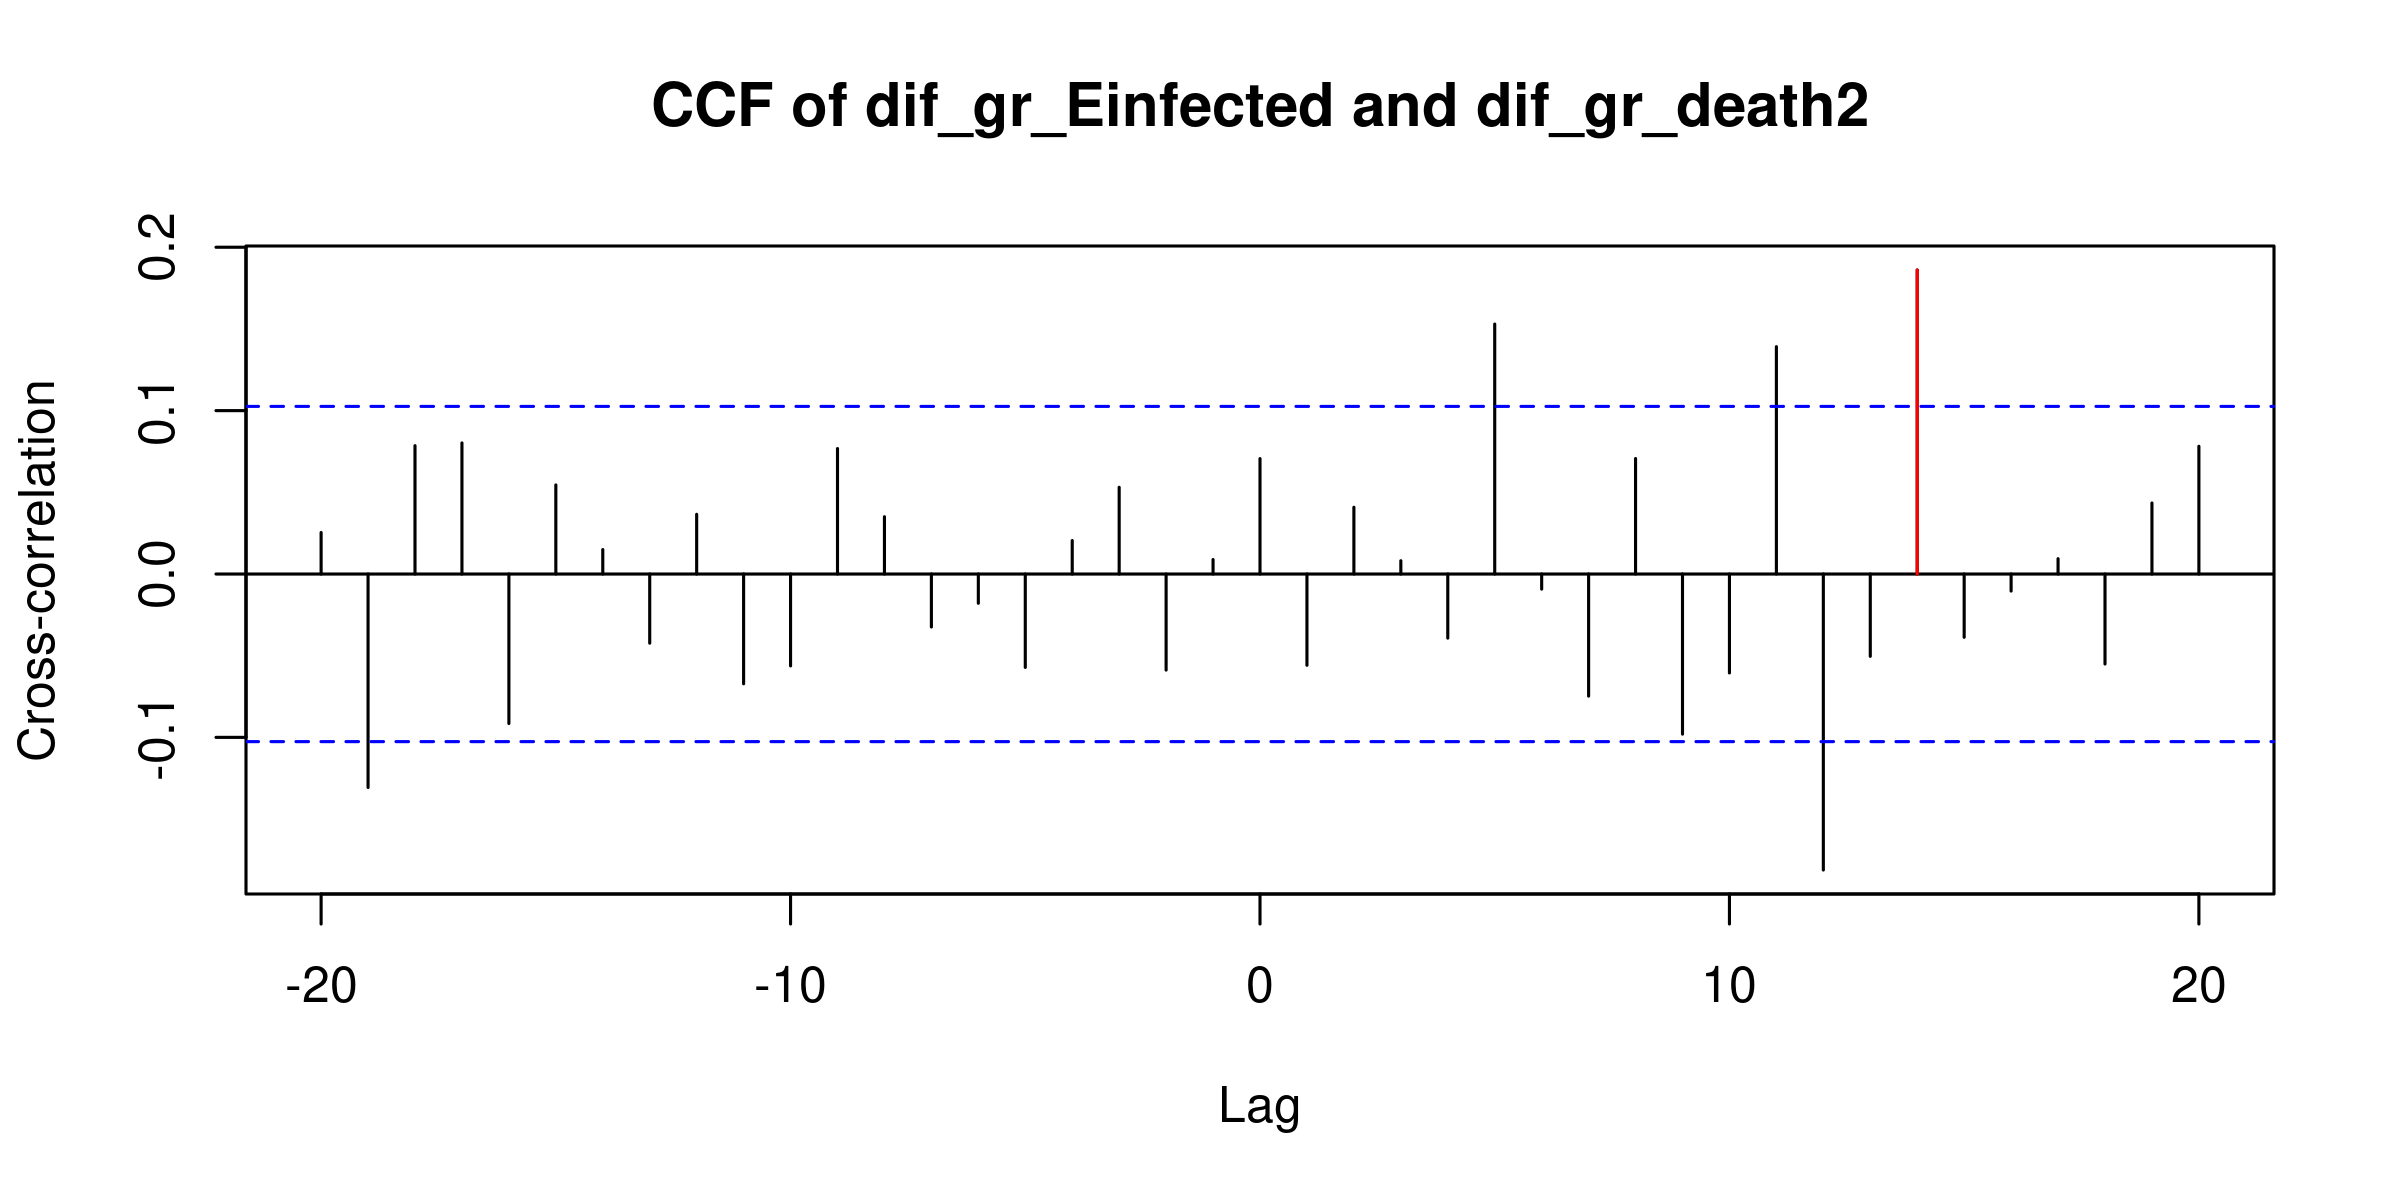 CCF of dif_gr_Einfected and dif_gr_death2
Cross-correlation
0.2
0.1
0.0
-0.1
-20 -10 0 10 20
Lag